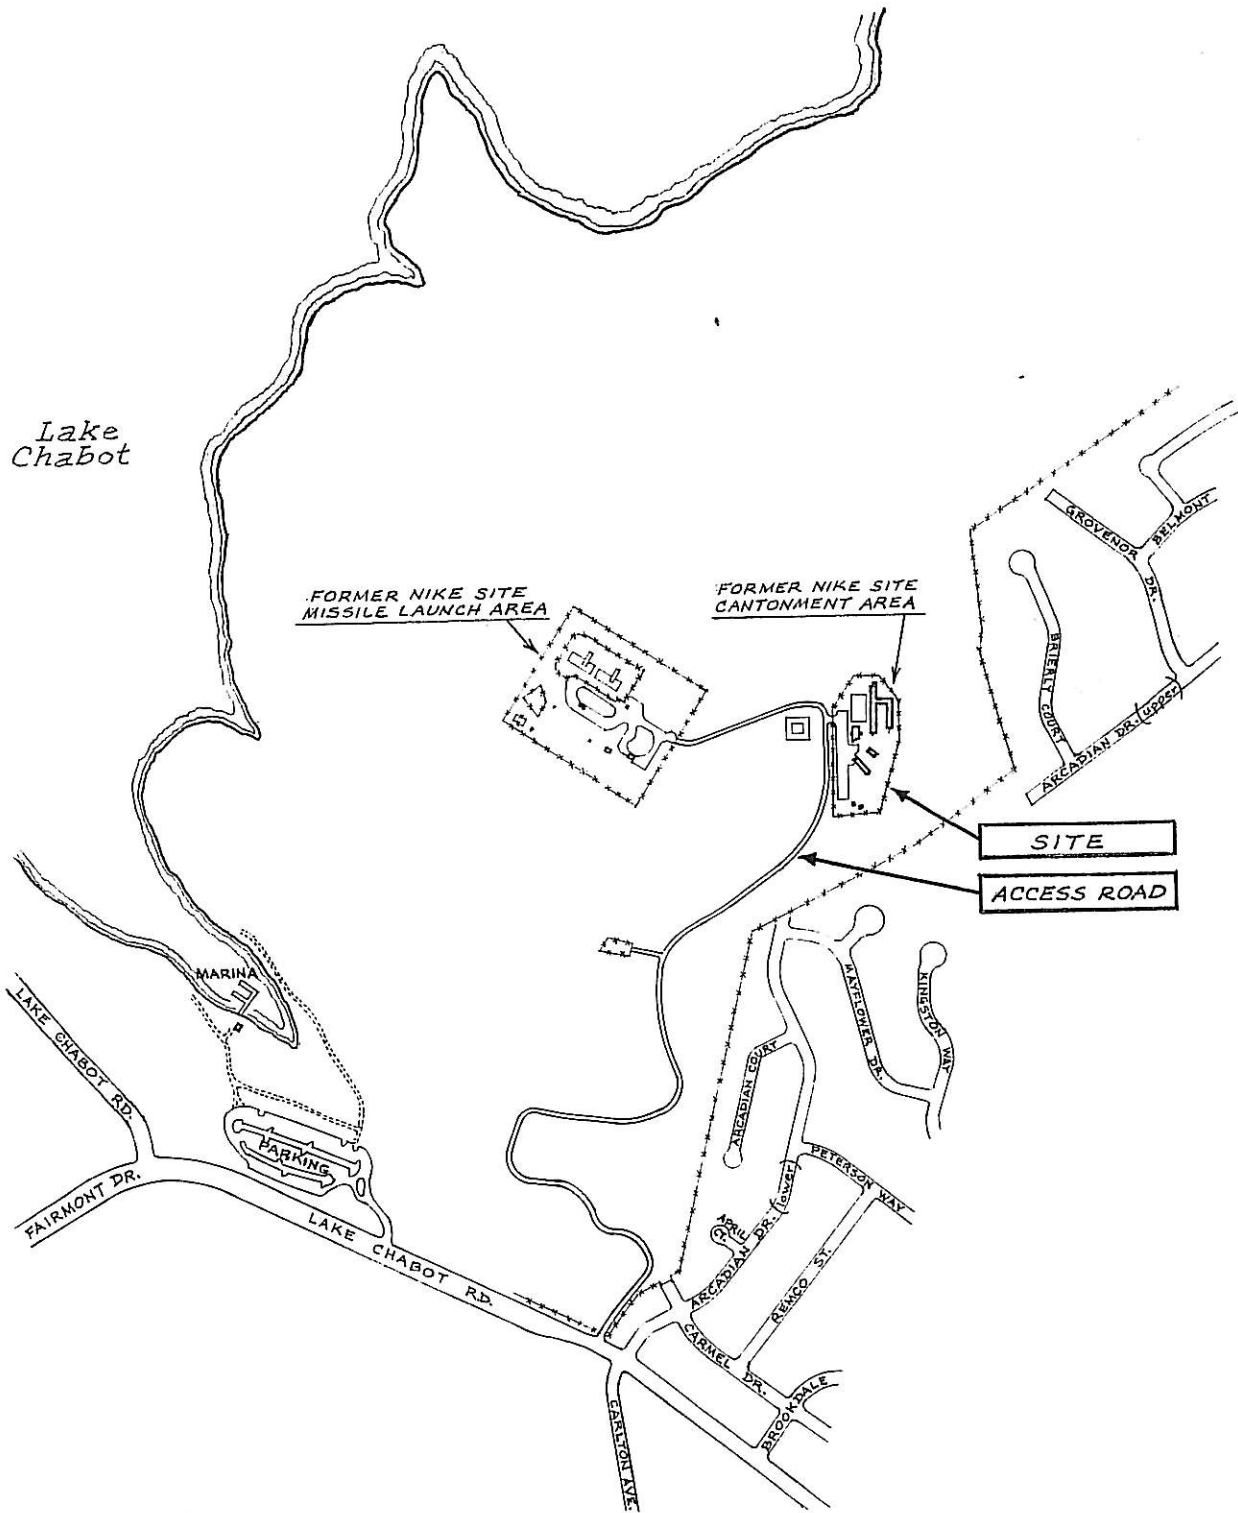 Lake
Chabot
FORMER NIKE SITE
MISSILE LAUNCH AREA
FORMER NIKE SITE
CANTONMENT AREA
GROVENOR
DR.
BELMONT
BRIERLY COURT
ARCADIAN DR. (upper)
SITE
ACCESS ROAD
MARINA
LAKE CHABOT RD.
FAIRMONT DR.
PARKING
LAKE CHABOT RD.
MAYFLOWER DR.
KINGSTON WAY
ARCADIAN COURT
PETERSON WAY
APRIL
CT.
ARCADIAN DR. (lower)
REMCO ST.
CARMEL DR.
BROOKDALE
CARLTON AVE.